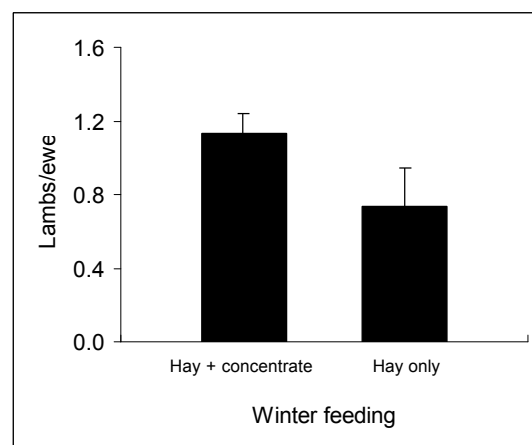 1.6
1.2
0.8
0.4
0.0
Lambs/ewe
Hay + concentrate
Hay only
Winter feeding